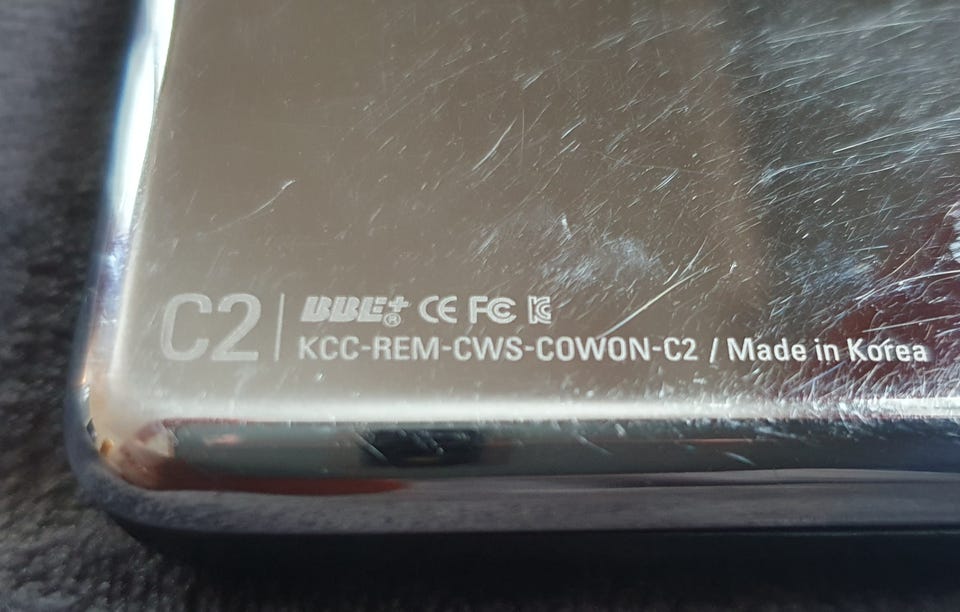 C2
BBE+® CE FC
KCC-REM-CWS-COWON-C2 / Made in Korea